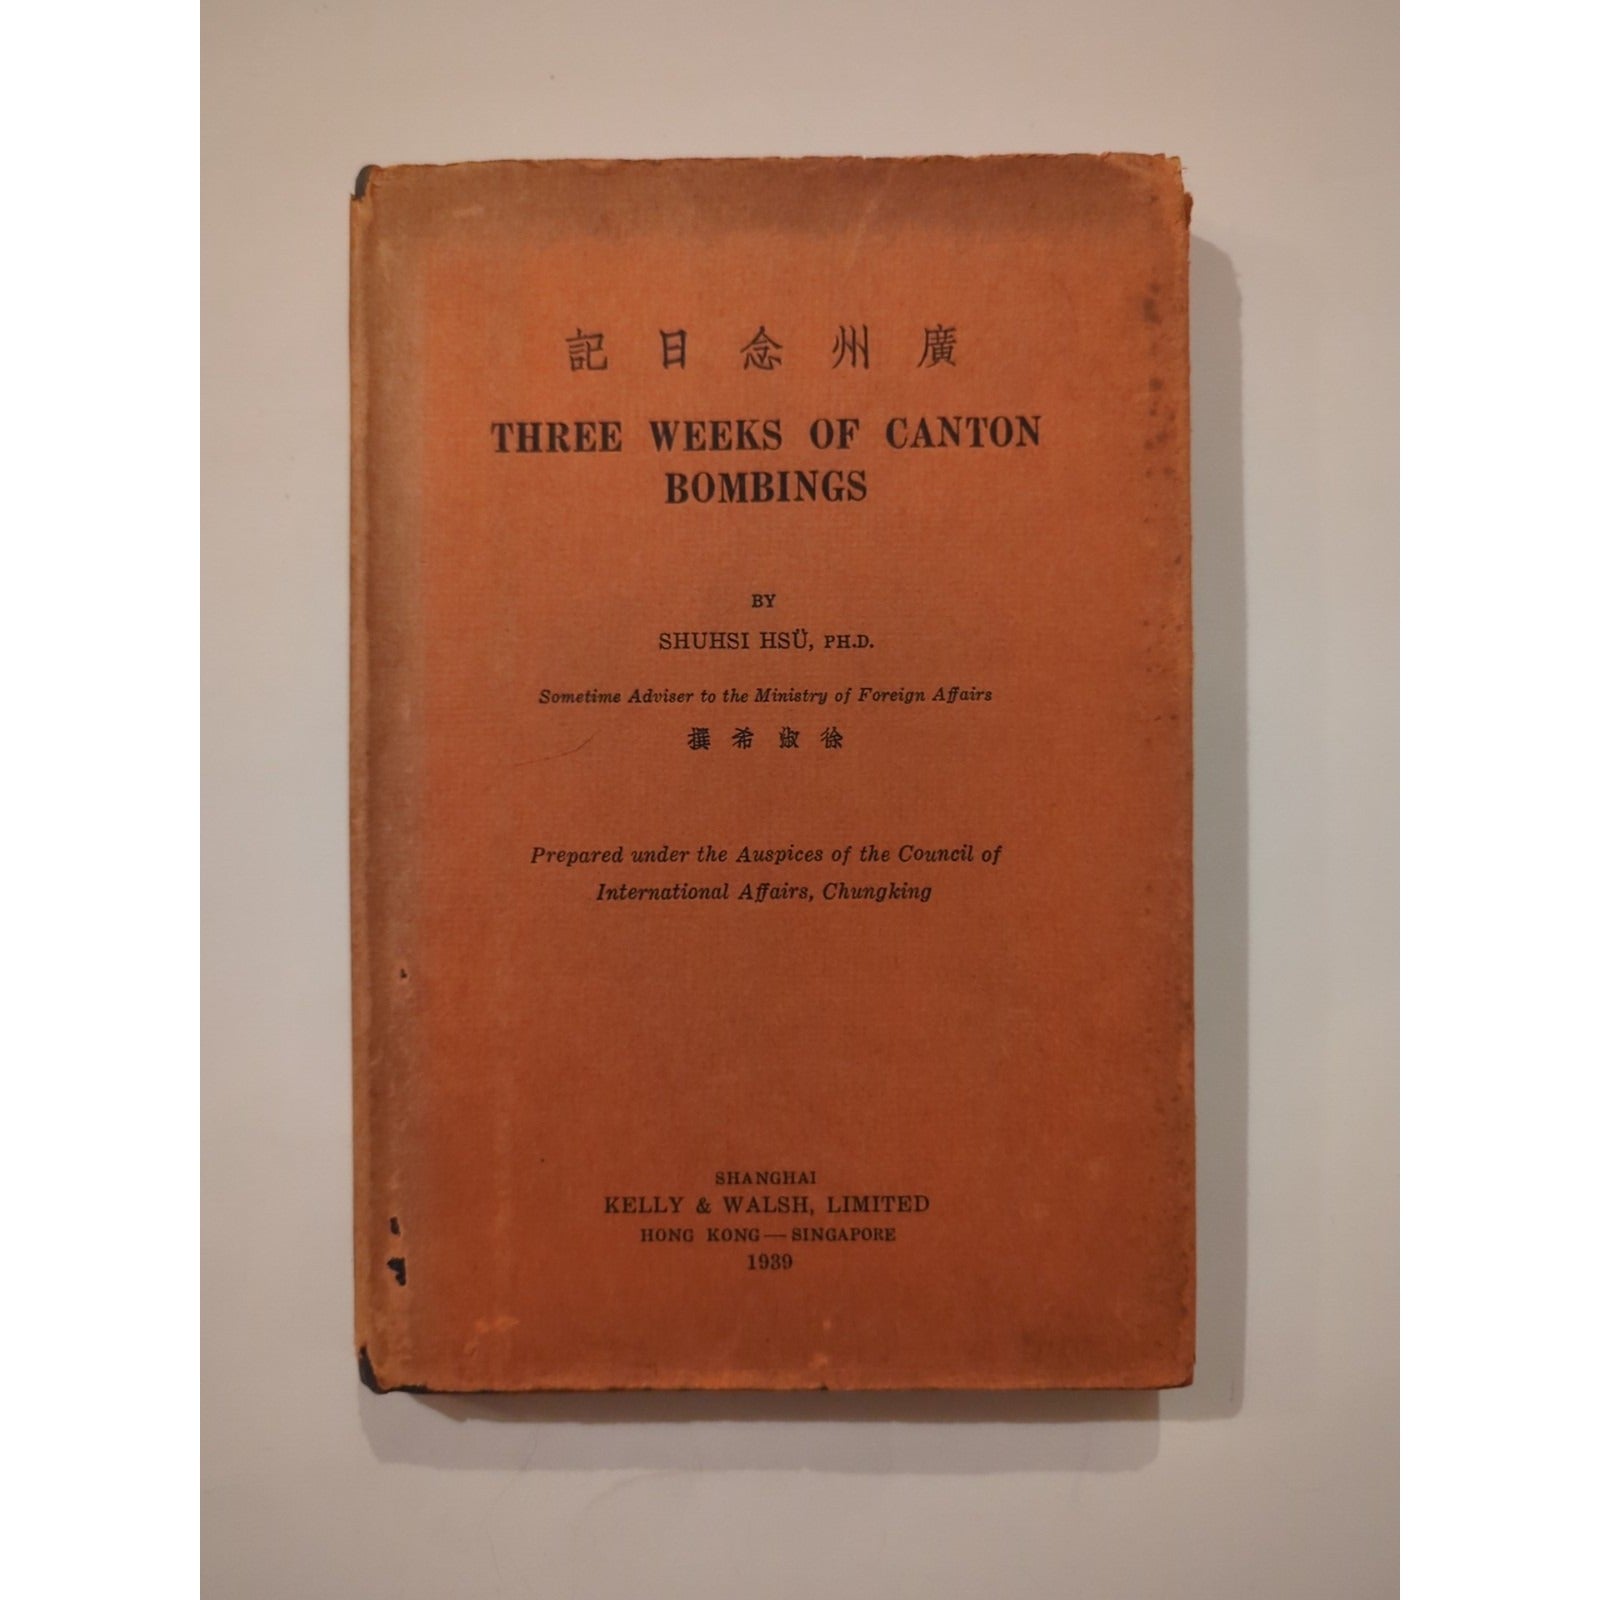 廣州念日記
THREE WEEKS OF CANTON
BOMBINGS
BY
SHUHSI HSÜ, PH.D.
Sometime Adviser to the Ministry of Foreign Affairs
徐淑希撰
Prepared under the Auspices of the Council of
International Affairs, Chungking
SHANGHAI
KELLY & WALSH, LIMITED
HONG KONG — SINGAPORE
1939